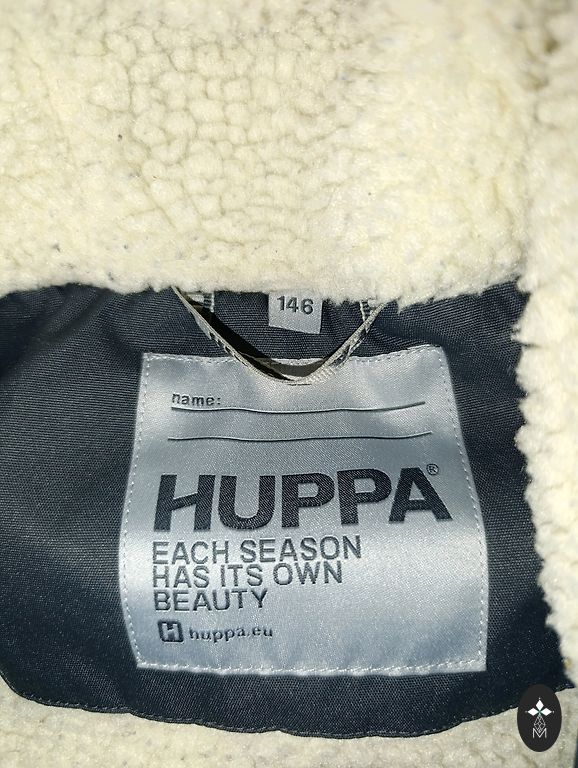 146
name:
HUPPA®
EACH SEASON
HAS ITS OWN
BEAUTY
H huppa.eu
M